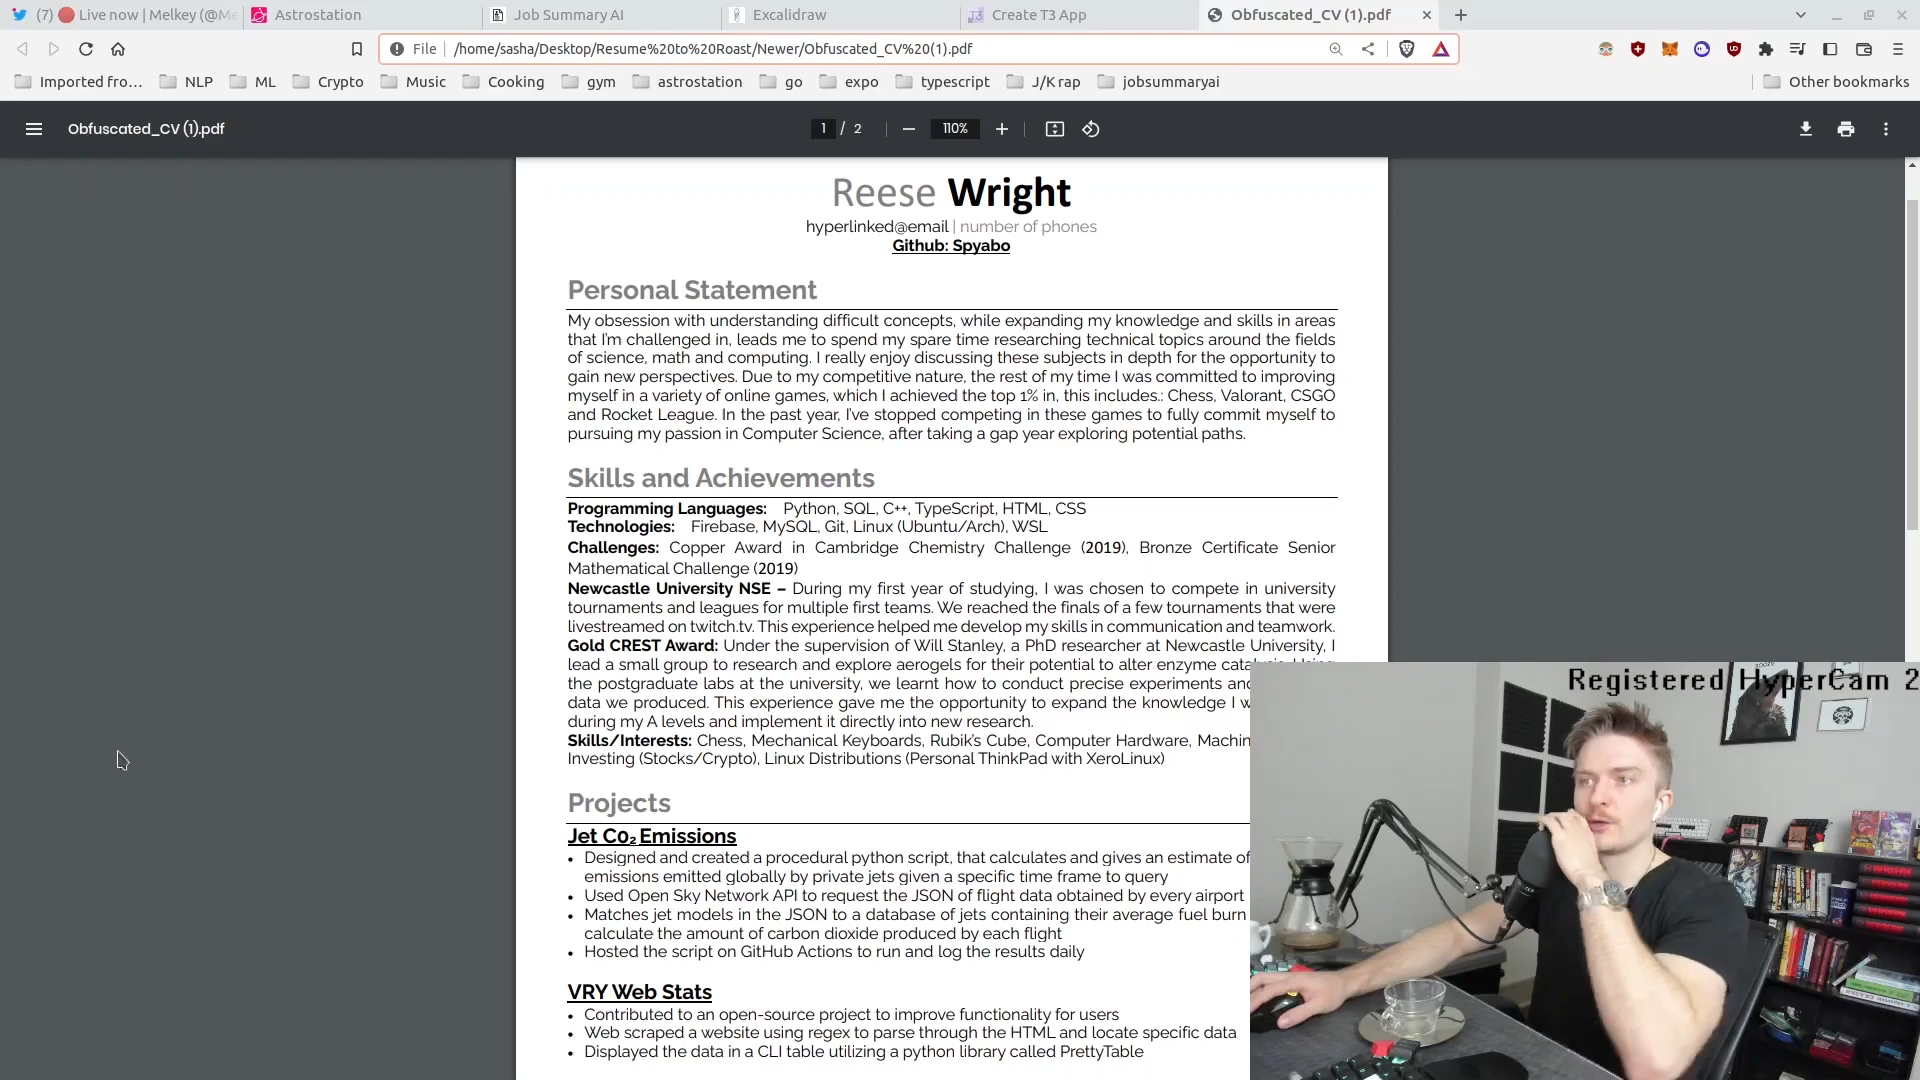 (7) Live now | Melkey (@Me
Astrostation
Job Summary AI
Excalidraw
Create T3 App
Obfuscated_CV (1).pdf
File
/home/sasha/Desktop/Resume%20to%20Roast/Newer/Obfuscated_CV%20(1).pdf
Imported fro...
NLP
ML
Crypto
Music
Cooking
gym
astrostation
go
expo
typescript
J/K rap
jobsummaryai
Other bookmarks
Obfuscated_CV (1).pdf
1 / 2
110%
Reese Wright
hyperlinked@email | number of phones
Github: Spyabo
Personal Statement
My obsession with understanding difficult concepts, while expanding my knowledge and skills in areas
that I'm challenged in, leads me to spend my spare time researching technical topics around the fields
of science, math and computing. I really enjoy discussing these subjects in depth for the opportunity to
gain new perspectives. Due to my competitive nature, the rest of my time I was committed to improving
myself in a variety of online games, which I achieved the top 1% in, this includes.: Chess, Valorant, CSGO
and Rocket League. In the past year, I've stopped competing in these games to fully commit myself to
pursuing my passion in Computer Science, after taking a gap year exploring potential paths.
Skills and Achievements
Programming Languages: Python, SQL, C++, TypeScript, HTML, CSS
Technologies: Firebase, MySQL, Git, Linux (Ubuntu/Arch), WSL
Challenges: Copper Award in Cambridge Chemistry Challenge (2019), Bronze Certificate Senior
Mathematical Challenge (2019)
Newcastle University NSE – During my first year of studying, I was chosen to compete in university
tournaments and leagues for multiple first teams. We reached the finals of a few tournaments that were
livestreamed on twitch.tv. This experience helped me develop my skills in communication and teamwork.
Gold CREST Award: Under the supervision of Will Stanley, a PhD researcher at Newcastle University, I
lead a small group to research and explore aerogels for their potential to alter enzyme
the postgraduate labs at the university, we learnt how to conduct precise experiments and
data we produced. This experience gave me the opportunity to expand the knowledge I w
during my A levels and implement it directly into new research.
Skills/Interests: Chess, Mechanical Keyboards, Rubik's Cube, Computer Hardware, Machin
Investing (Stocks/Crypto), Linux Distributions (Personal ThinkPad with XeroLinux)
Projects
Jet C0₂ Emissions
• Designed and created a procedural python script, that calculates and gives an estimate of
emissions emitted globally by private jets given a specific time frame to query
• Used Open Sky Network API to request the JSON of flight data obtained by every airport
• Matches jet models in the JSON to a database of jets containing their average fuel burn
calculate the amount of carbon dioxide produced by each flight
• Hosted the script on GitHub Actions to run and log the results daily
VRY Web Stats
• Contributed to an open-source project to improve functionality for users
• Web scraped a website using regex to parse through the HTML and locate specific data
• Displayed the data in a CLI table utilizing a python library called PrettyTable
Registered HyperCam 2